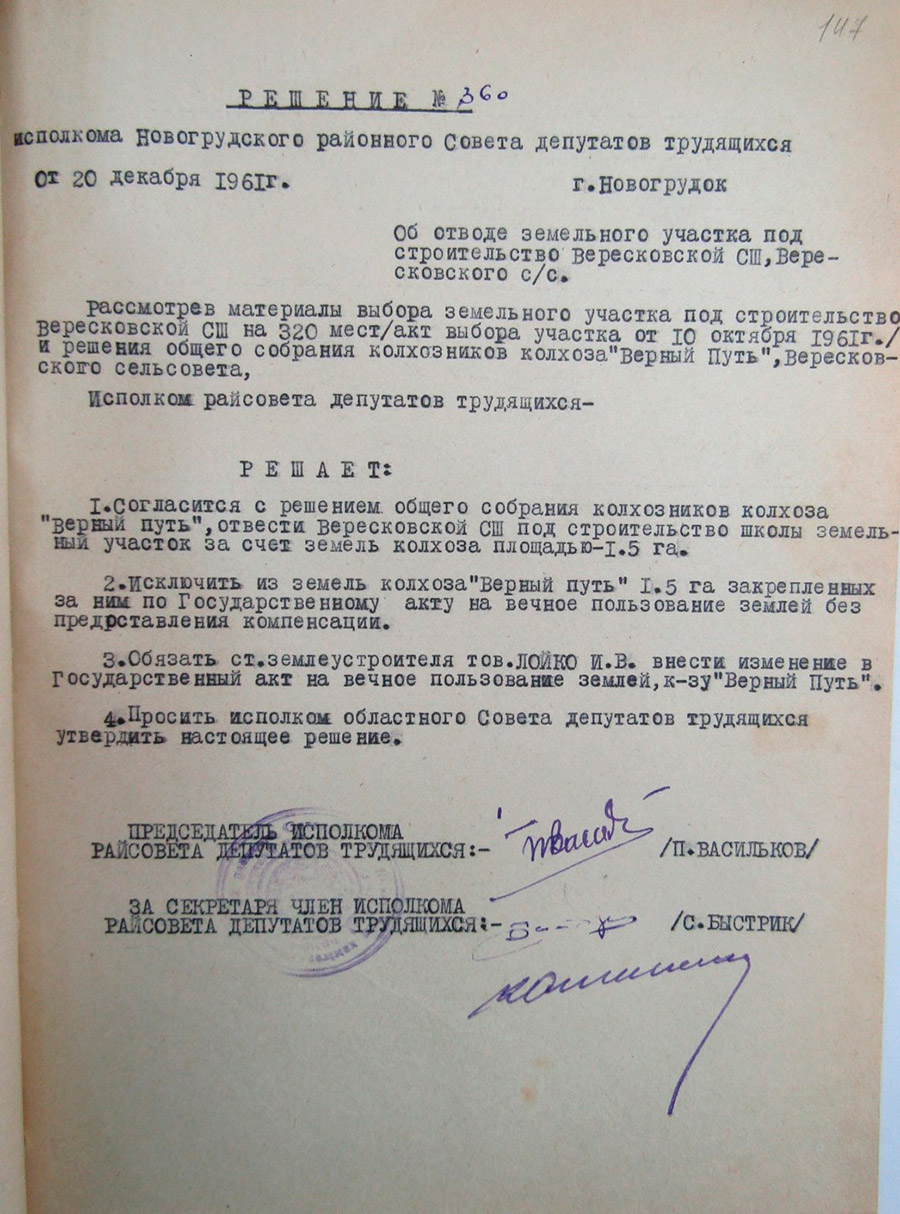 147
РЕШЕНИЕ № 360
исполкома Новогрудского районного Совета депутатов трудящихся
От 20 декабря 1961г. г.Новогрудок
Об отводе земельного участка под
строительство Вересковской СШ,Вере-
сковского с/с.
Рассмотрев материалы выбора земельного участка под строительство
Вересковской СШ на 320 мест/акт выбора участка от 10 октября 1961г./
и решения общего собрания колхозников колхоза"Верный Путь",Вересков-
ского сельсовета,
Исполком райсовета депутатов трудящихся-
РЕШАЕТ:
1.Согласится с решением общего собрания колхозников колхоза
"Верный путь",отвести Вересковской СШ под строительство школы земель-
ный участок за счет земель колхоза площадью-1.5 га.
2.Исключить из земель колхоза"Верный путь" 1.5 га закрепленных
за ним по Государственному акту на вечное пользование землей без
предрставления компенсации.
3.Обязать ст.землеустроителя тов.ЛОЙКО И.В. внести изменение в
Государственный акт на вечное пользование землей,к-зу"Верный Путь".
4.Просить исполком областного Совета депутатов трудящихся
утвердить настоящее решение.
ПРЕДСЕДАТЕЛЬ ИСПОЛКОМА
РАЙСОВЕТА ДЕПУТАТОВ ТРУДЯЩИХСЯ:- /П.ВАСИЛЬКОВ/
ЗА СЕКРЕТАРЯ ЧЛЕН ИСПОЛКОМА
РАЙСОВЕТА ДЕПУТАТОВ ТРУДЯЩИХСЯ:- /С.БЫСТРИК/